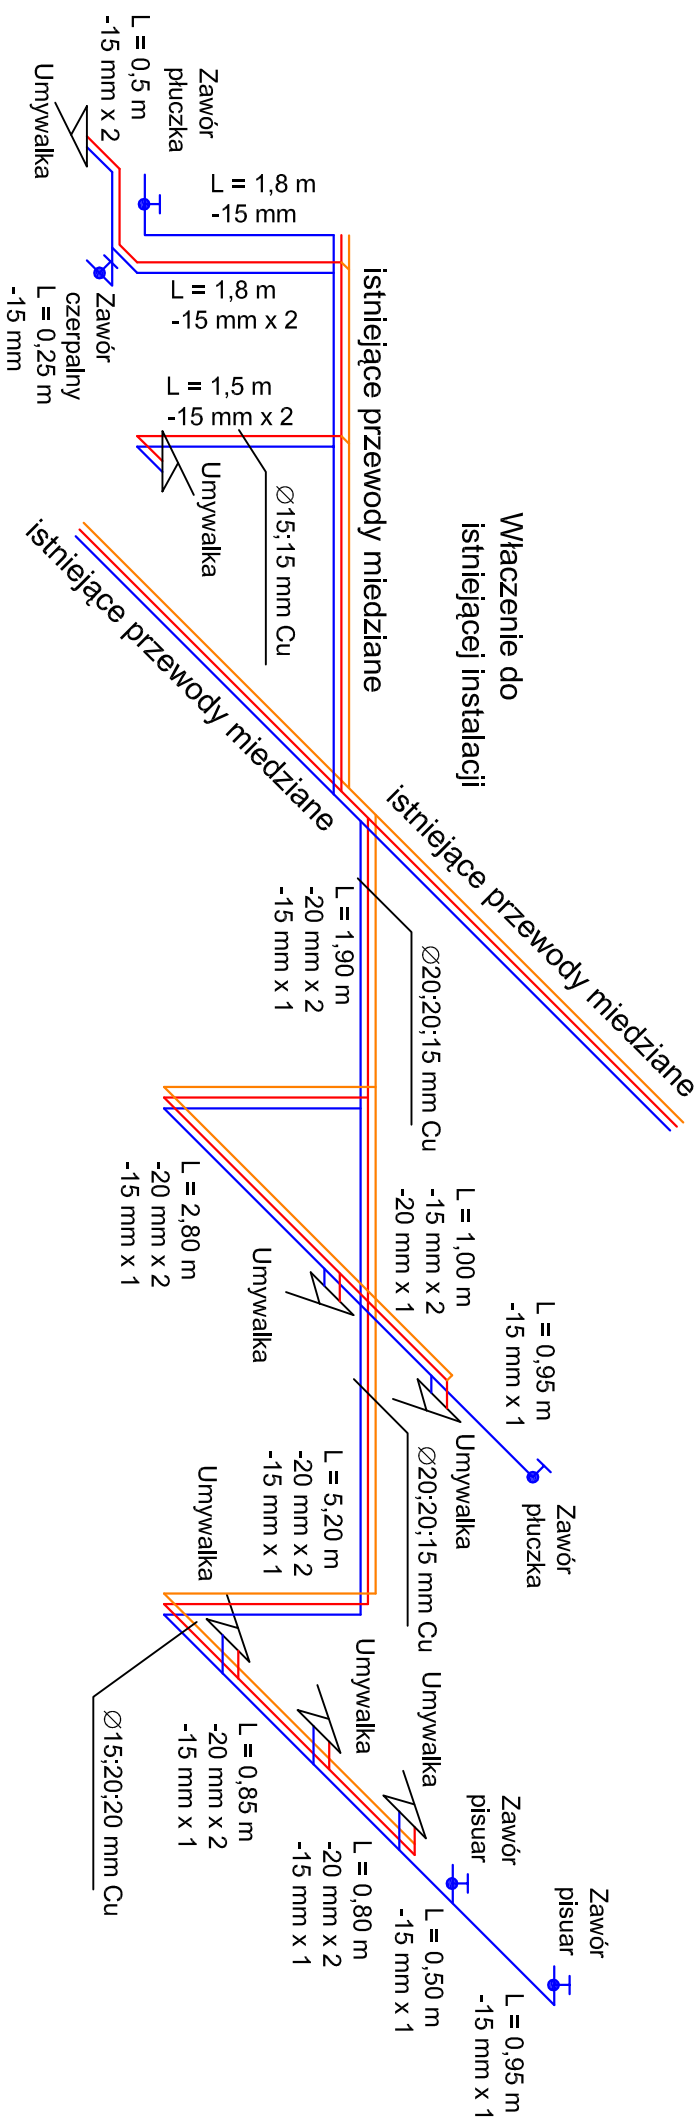 Zawór
płuczka
L = 0,5 m
-15 mm x 2
Umywalka
L = 1,8 m
-15 mm
L = 1,8 m
-15 mm x 2
Zawór
czerpalny
L = 0,25 m
-15 mm
L = 1,5 m
-15 mm x 2
Umywalka
Ø15;15 mm Cu
istniejące przewody miedziane
Właczenie do
istniejącej instalacji
istniejące przewody miedziane
istniejące przewody miedziane
L = 1,90 m
-20 mm x 2
-15 mm x 1
Ø20;20;15 mm Cu
L = 2,80 m
-20 mm x 2
-15 mm x 1
Umywalka
L = 1,00 m
-15 mm x 2
-20 mm x 1
L = 0,95 m
-15 mm x 1
Umywalka
Zawór
płuczka
Ø20;20;15 mm Cu
L = 5,20 m
-20 mm x 2
-15 mm x 1
Umywalka
Ø15;20;20 mm Cu
L = 0,85 m
-20 mm x 2
-15 mm x 1
Umywalka
L = 0,80 m
-20 mm x 2
-15 mm x 1
Umywalka
Zawór
pisuar
L = 0,50 m
-15 mm x 1
Zawór
pisuar
L = 0,95 m
-15 mm x 1